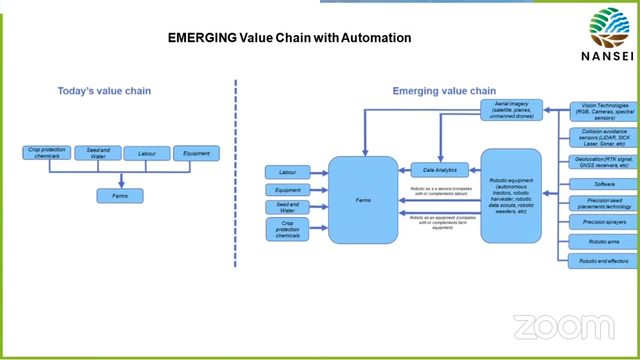 EMERGING Value Chain with Automation
NANSEI
Today's value chain
Crop protection
chemicals
Seed and
Water
Labour
Equipment
Farms
Emerging value chain
Labour
Equipment
Seed and
Water
Crop
protection
chemicals
Farms
Aerial imagery
(satellite, planes,
unmanned drones)
Data Analytics
Robotic as a service (competes
with or complements labour)
Robots as an equipment (competes
with or complements farm
equipment)
Robotic equipment
(autonomous
tractors, robotic
harvester, robotic
data scouts, robotic
weeders, etc)
Vision Technologies
(RGB, Cameras, spectral
sensors)
Collision avoidance
sensors (LiDAR, SICK
Laser, Sonar, etc)
Geolocation (RTK signal,
GNSS receivers, etc)
Software
Precision seed
placements technology
Precision sprayers
Robotic arms
Robotic end effectors
zoom